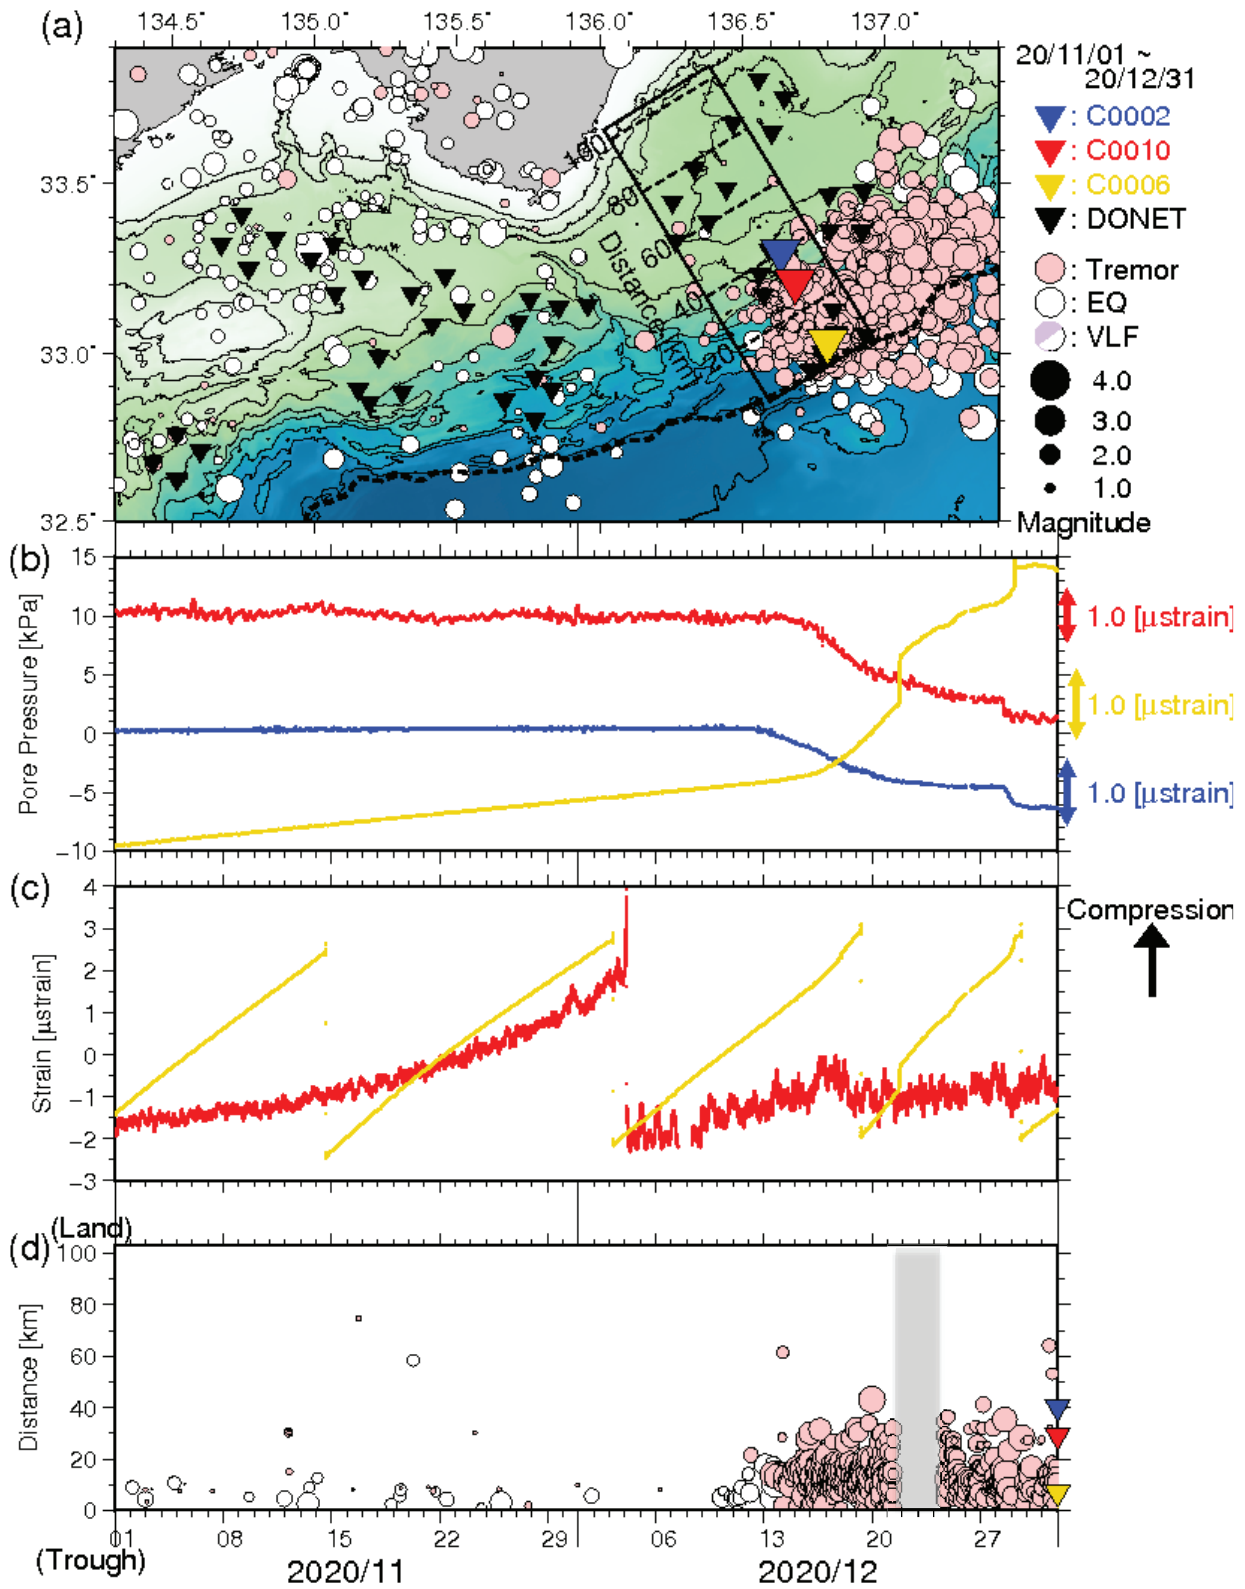 (a)
134.5° 135.0° 135.5° 136.0° 136.5° 137.0°
33.5°
33.0°
32.5°
100
80
60
40
20
Distance [km]
20/11/01 ~
20/12/31
: C0002
: C0010
: C0006
: DONET
: Tremor
: EQ
: VLF
4.0
3.0
2.0
1.0
Magnitude
(b)
Pore Pressure [kPa]
15
10
5
0
−5
−10
1.0 [μstrain]
1.0 [μstrain]
1.0 [μstrain]
(c)
Strain [μstrain]
4
3
2
1
0
−1
−2
−3
Compression
(Land)
(d)
Distance [km]
100
80
60
40
20
0
01 08 15 22 29 06 13 20 27
(Trough)
2020/11 2020/12